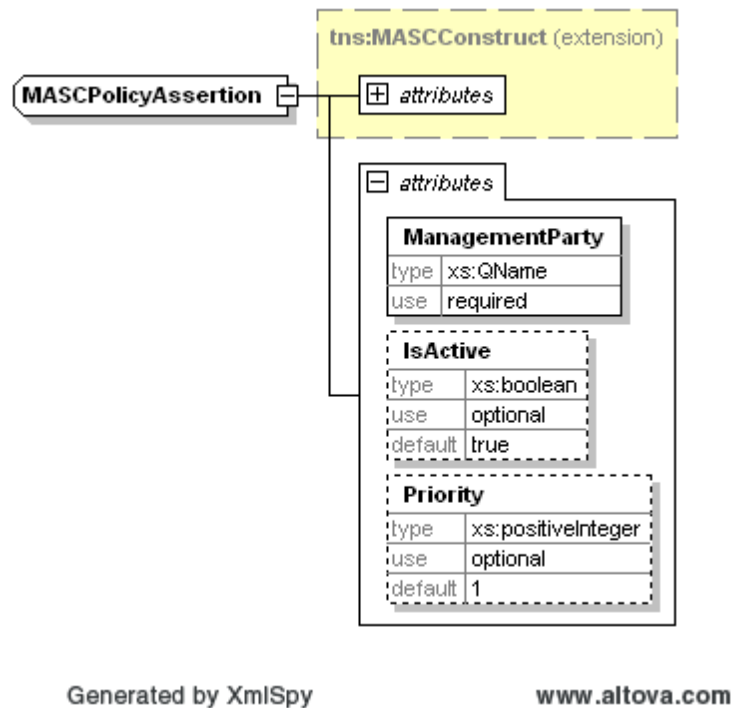 tns:MASCConstruct (extension)
MASCPolicyAssertion
attributes
attributes
ManagementParty
type xs:QName
use required
IsActive
type xs:boolean
use optional
default true
Priority
type xs:positiveInteger
use optional
default 1
Generated by XmlSpy www.altova.com